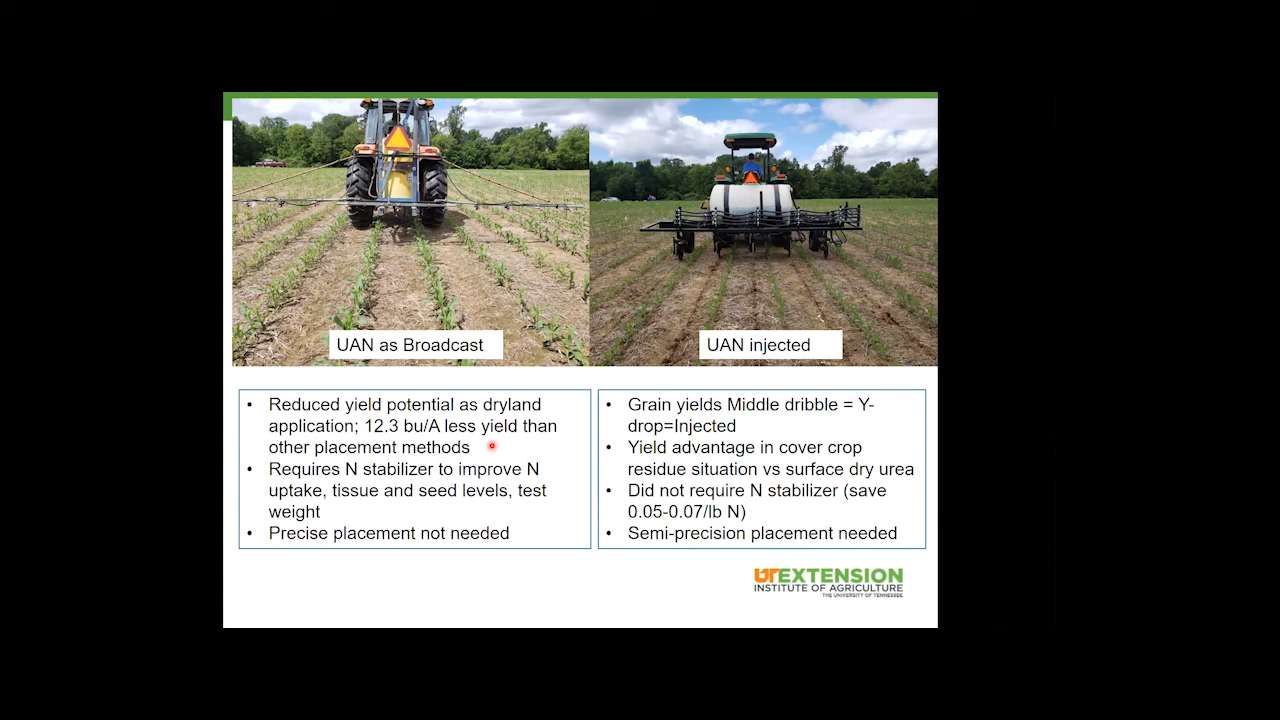 UAN as Broadcast
UAN injected
• Reduced yield potential as dryland
application; 12.3 bu/A less yield than
other placement methods
• Requires N stabilizer to improve N
uptake, tissue and seed levels, test
weight
• Precise placement not needed
• Grain yields Middle dribble = Y-
drop=Injected
• Yield advantage in cover crop
residue situation vs surface dry urea
• Did not require N stabilizer (save
0.05-0.07/lb N)
• Semi-precision placement needed
UTEXTENSION
INSTITUTE OF AGRICULTURE
THE UNIVERSITY OF TENNESSEE